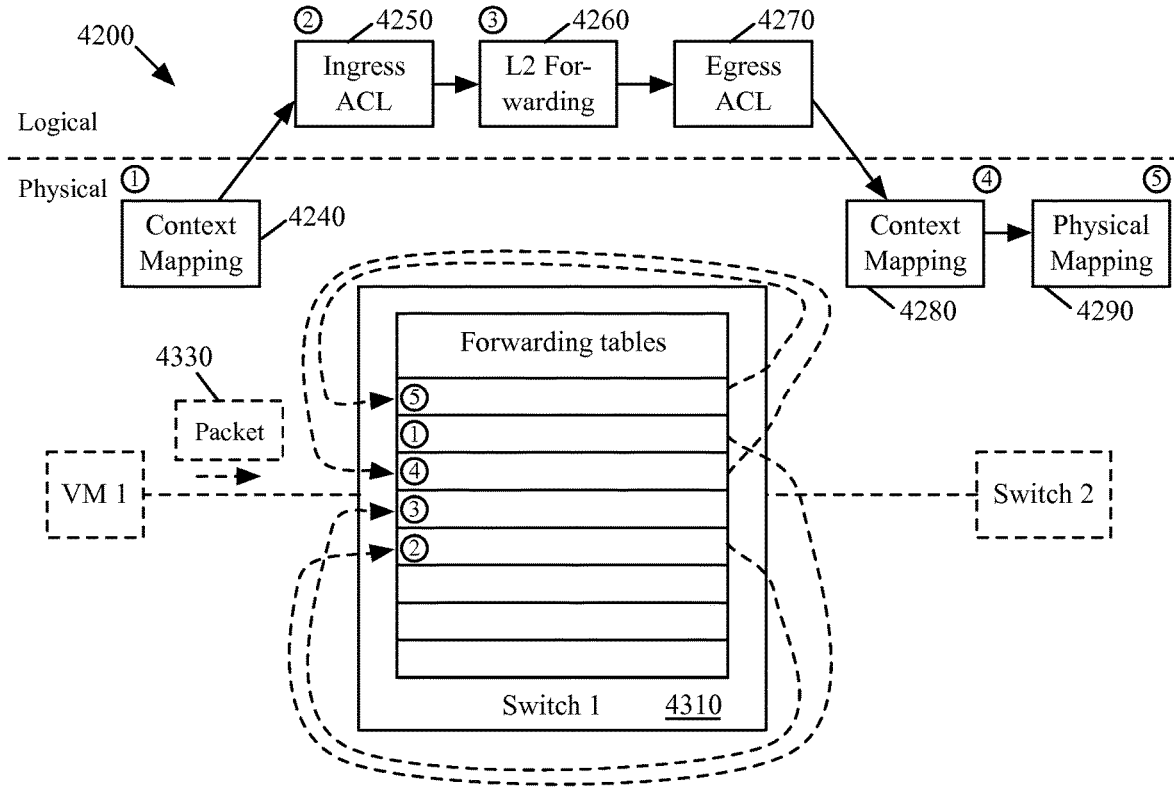 4200
②
4250
③
4260
4270
Ingress
ACL
L2 For-
warding
Egress
ACL
Logical
Physical
①
④
⑤
Context
Mapping
4240
Context
Mapping
Physical
Mapping
4280
4290
Forwarding tables
4330
Packet
⑤
①
④
③
②
VM 1
Switch 2
Switch 1
4310